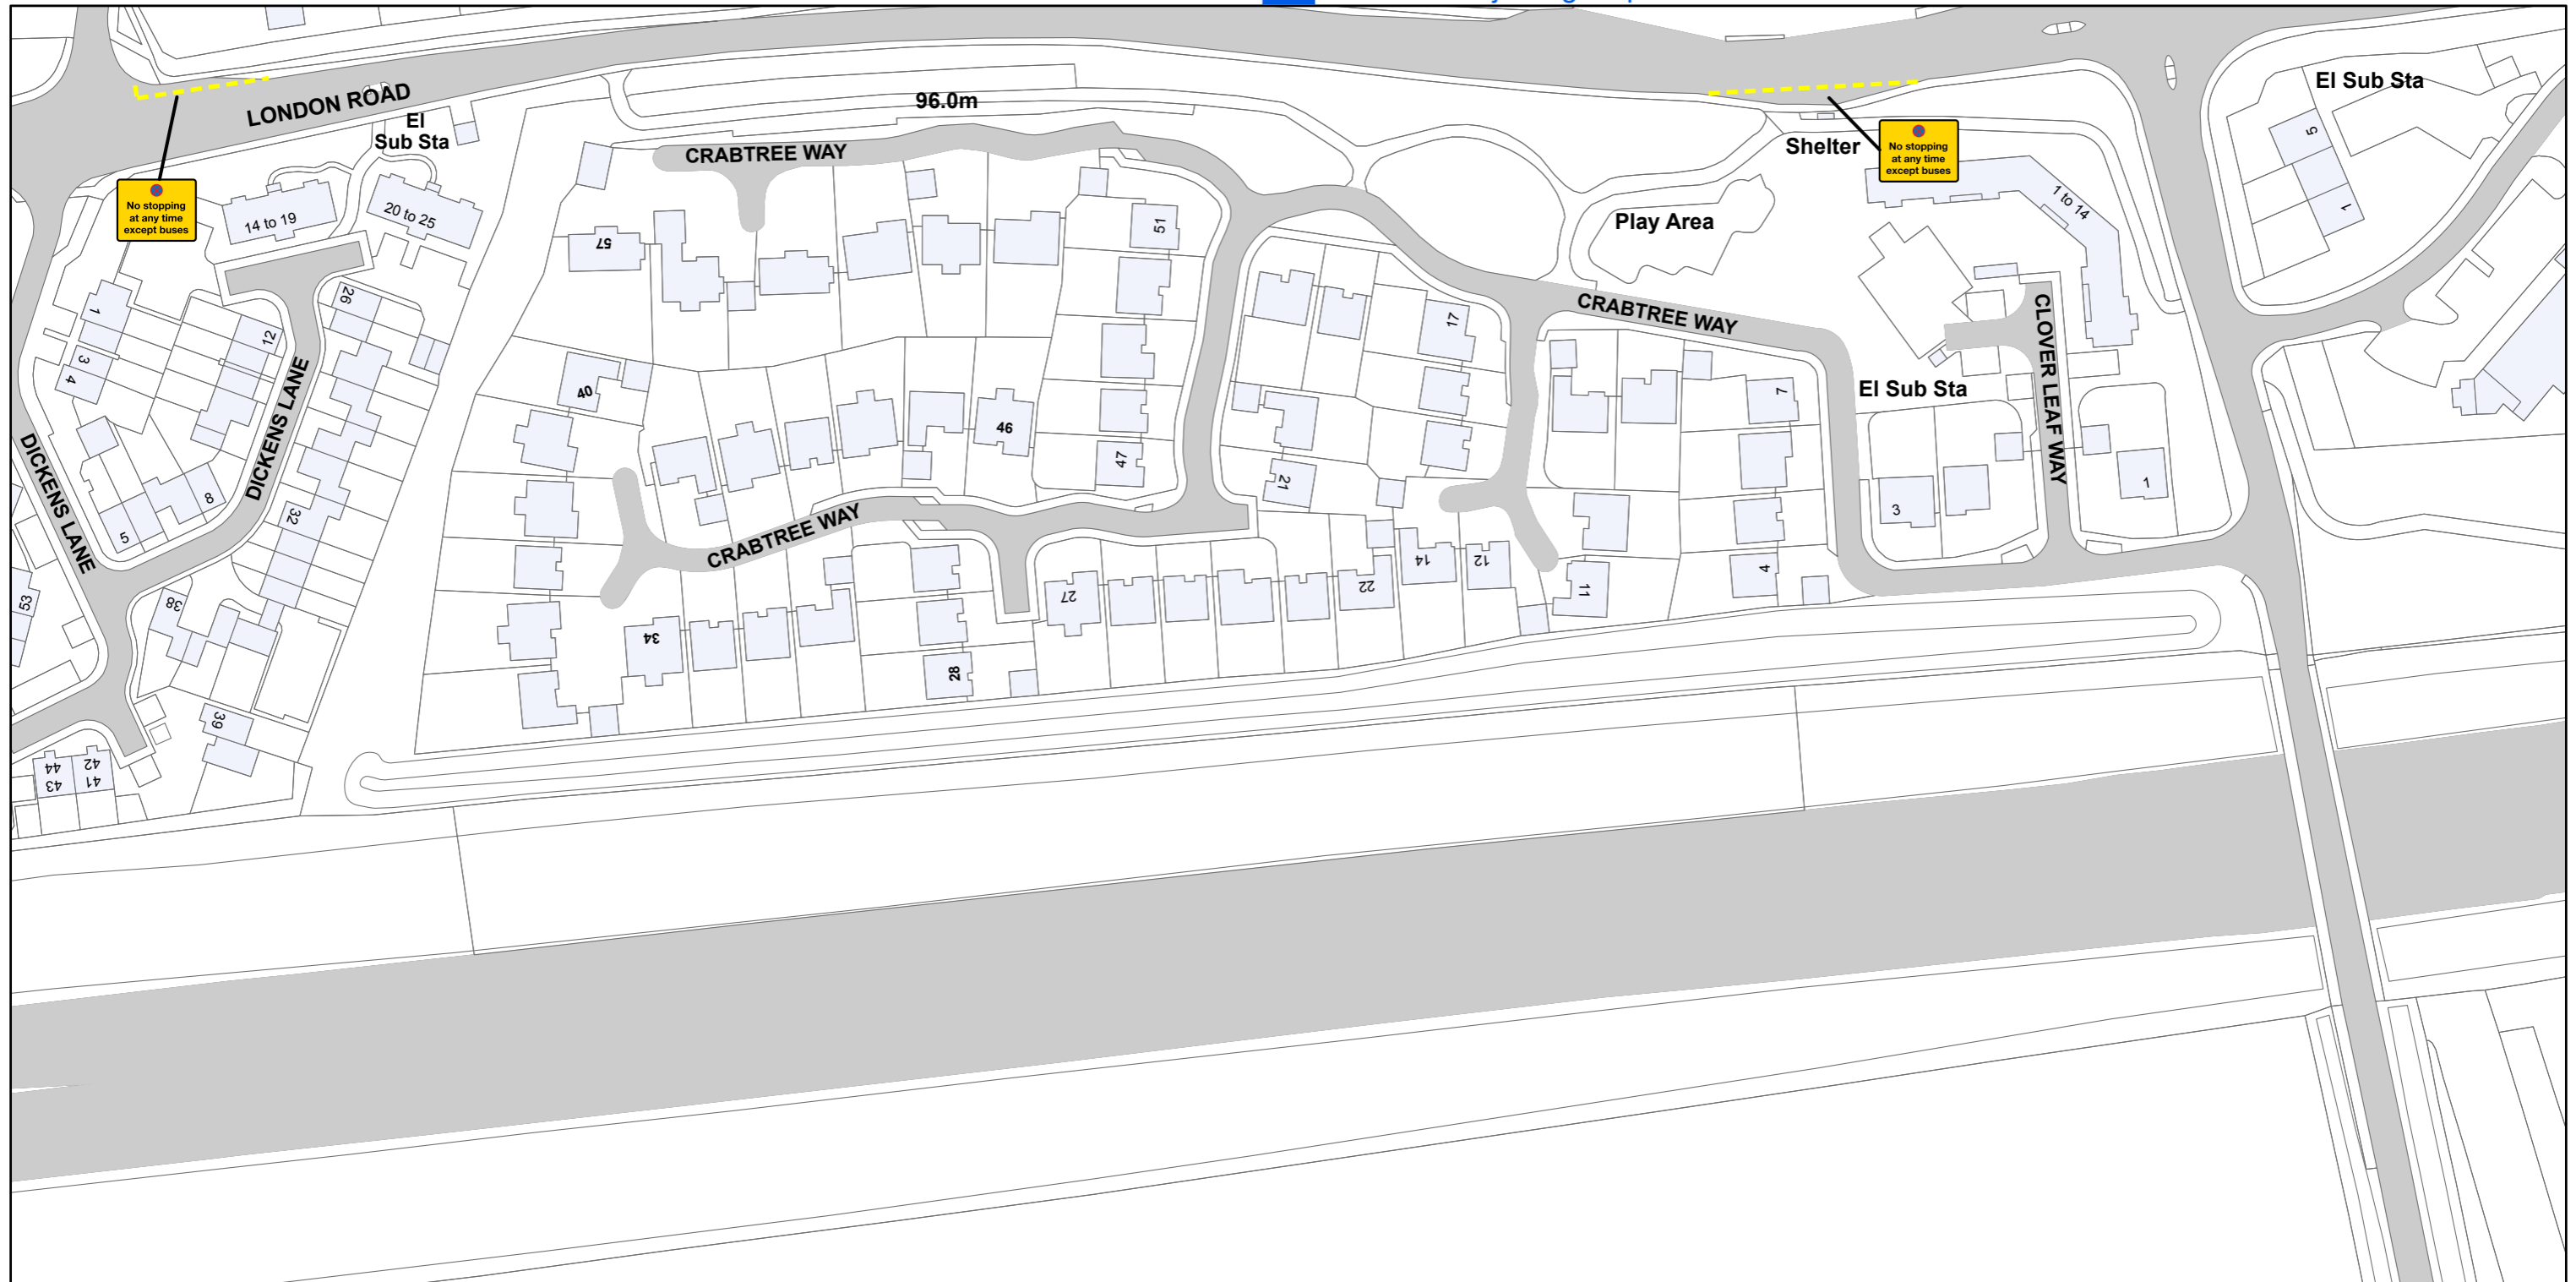 LONDON ROAD
El
Sub Sta
96.0m
El Sub Sta
No stopping
at any time
except buses
14 to 19
20 to 25
CRABTREE WAY
Shelter
No stopping
at any time
except buses
1 to 14
5
1
Play Area
57
51
CRABTREE WAY
17
26
12
1
3
4
DICKENS LANE
DICKENS LANE
8
5
32
40
46
47
21
7
El Sub Sta
CLOVER LEAF WAY
3
1
CRABTREE WAY
34
28
27
22
14
12
11
4
53
38
39
44
42
43
41